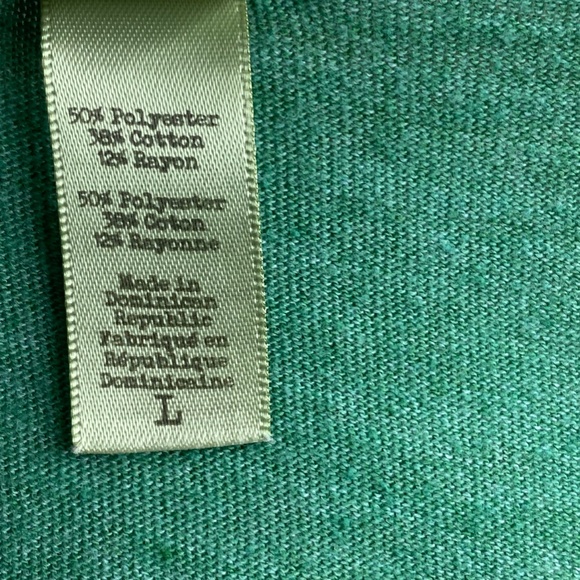 50% Polyester
38% Cotton
12% Rayon
50% Polyester
38% Coton
12% Rayonne
Made in
Dominican
Republic
Fabriqué en
République
Dominicaine
L